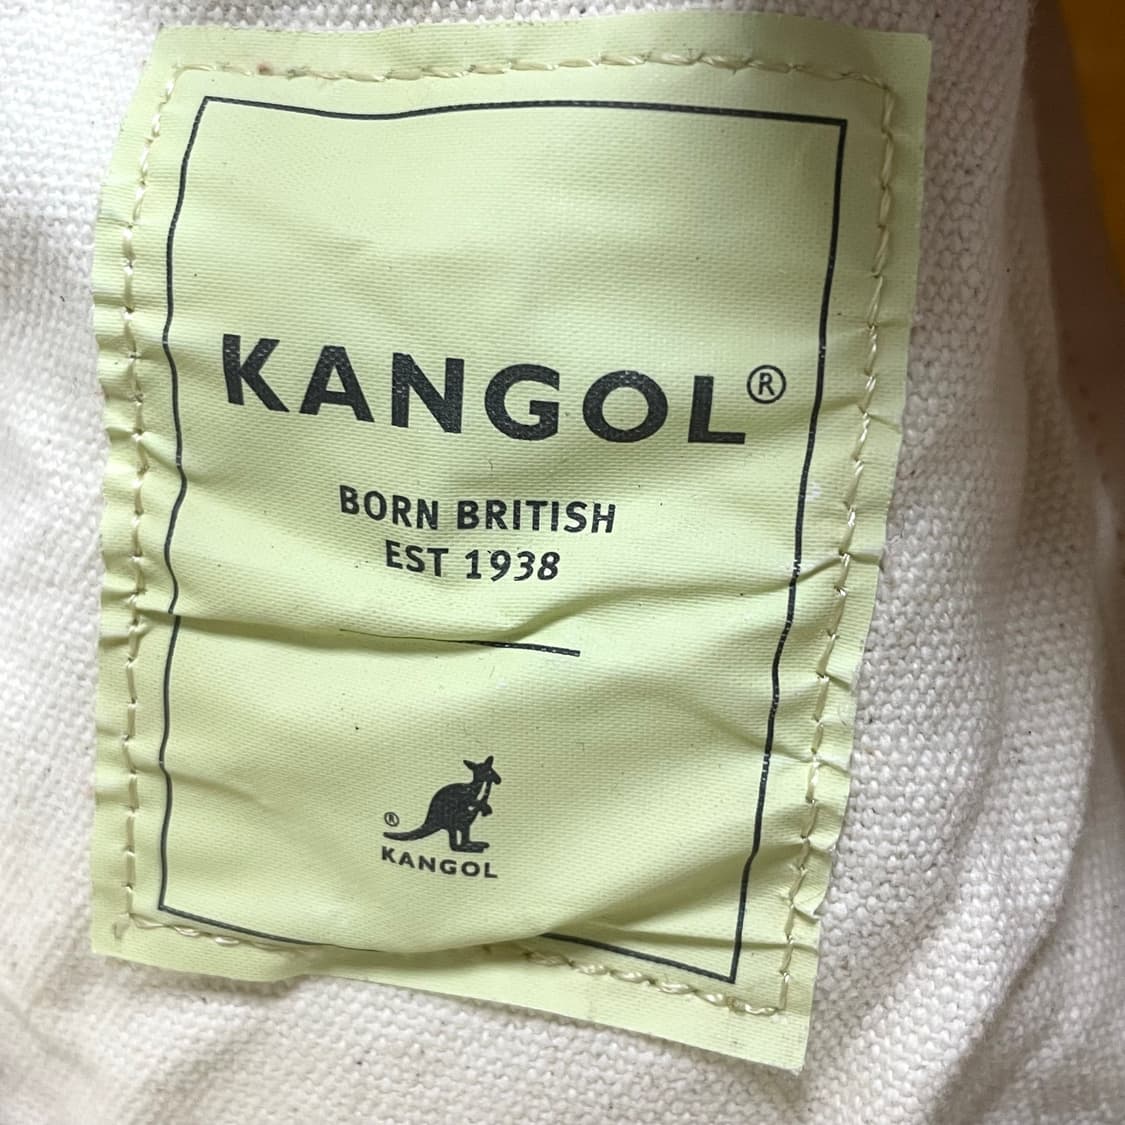 KANGOL®
BORN BRITISH
EST 1938
®
KANGOL